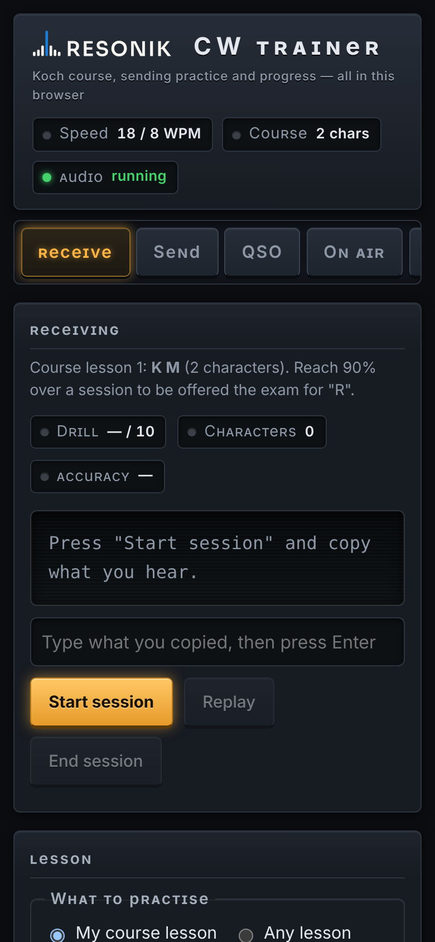 RESONIK CW TRAINER
Koch course, sending practice and progress — all in this
browser
Speed 18 / 8 WPM Course 2 chars
Audio running
Receive Send QSO On air
Receiving
Course lesson 1: K M (2 characters). Reach 90%
over a session to be offered the exam for "R".
Drill — / 10 Characters 0
Accuracy —
Press "Start session" and copy
what you hear.
Type what you copied, then press Enter
Start session Replay
End session
Lesson
What to practise
My course lesson Any lesson